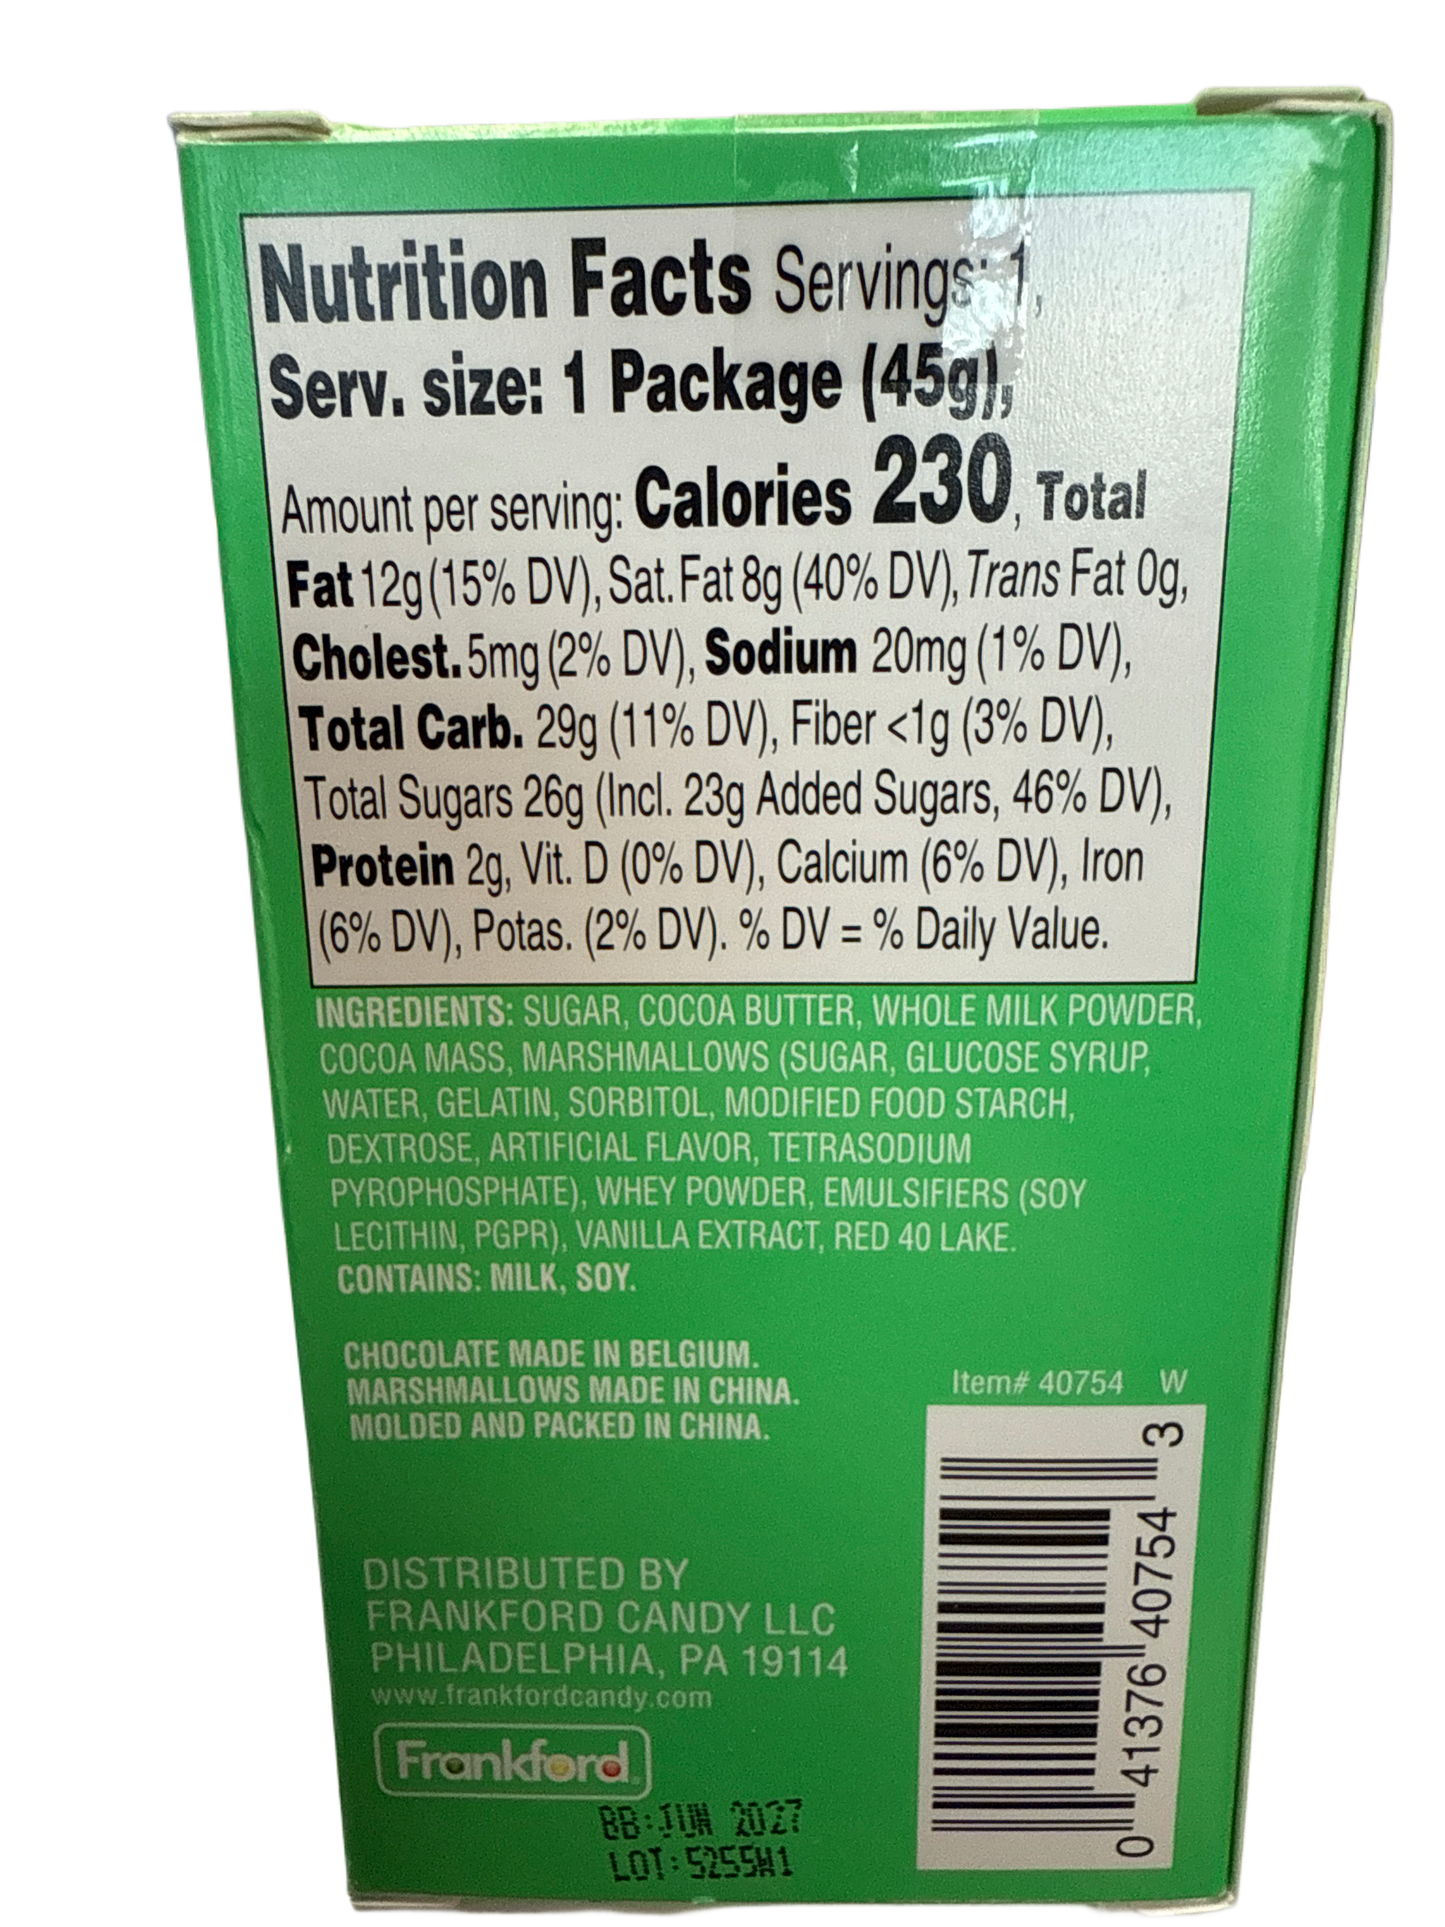 Nutrition Facts Servings: 1,
Serv. size: 1 Package (45g),
Amount per serving: Calories 230, Total
Fat 12g (15% DV), Sat. Fat 8g (40% DV), Trans Fat 0g,
Cholest. 5mg (2% DV), Sodium 20mg (1% DV),
Total Carb. 29g (11% DV), Fiber <1g (3% DV),
Total Sugars 26g (Incl. 23g Added Sugars, 46% DV),
Protein 2g, Vit. D (0% DV), Calcium (6% DV), Iron
(6% DV), Potas. (2% DV). % DV = % Daily Value.
INGREDIENTS: SUGAR, COCOA BUTTER, WHOLE MILK POWDER,
COCOA MASS, MARSHMALLOWS (SUGAR, GLUCOSE SYRUP,
WATER, GELATIN, SORBITOL, MODIFIED FOOD STARCH,
DEXTROSE, ARTIFICIAL FLAVOR, TETRASODIUM
PYROPHOSPHATE), WHEY POWDER, EMULSIFIERS (SOY
LECITHIN, PGPR), VANILLA EXTRACT, RED 40 LAKE.
CONTAINS: MILK, SOY.
CHOCOLATE MADE IN BELGIUM.
MARSHMALLOWS MADE IN CHINA.
MOLDED AND PACKED IN CHINA.
Item# 40754 W
0 41376 40754 3
DISTRIBUTED BY
FRANKFORD CANDY LLC
PHILADELPHIA, PA 19114
www.frankfordcandy.com
Frankford
BB:JUN 2027
LOT:5255W1